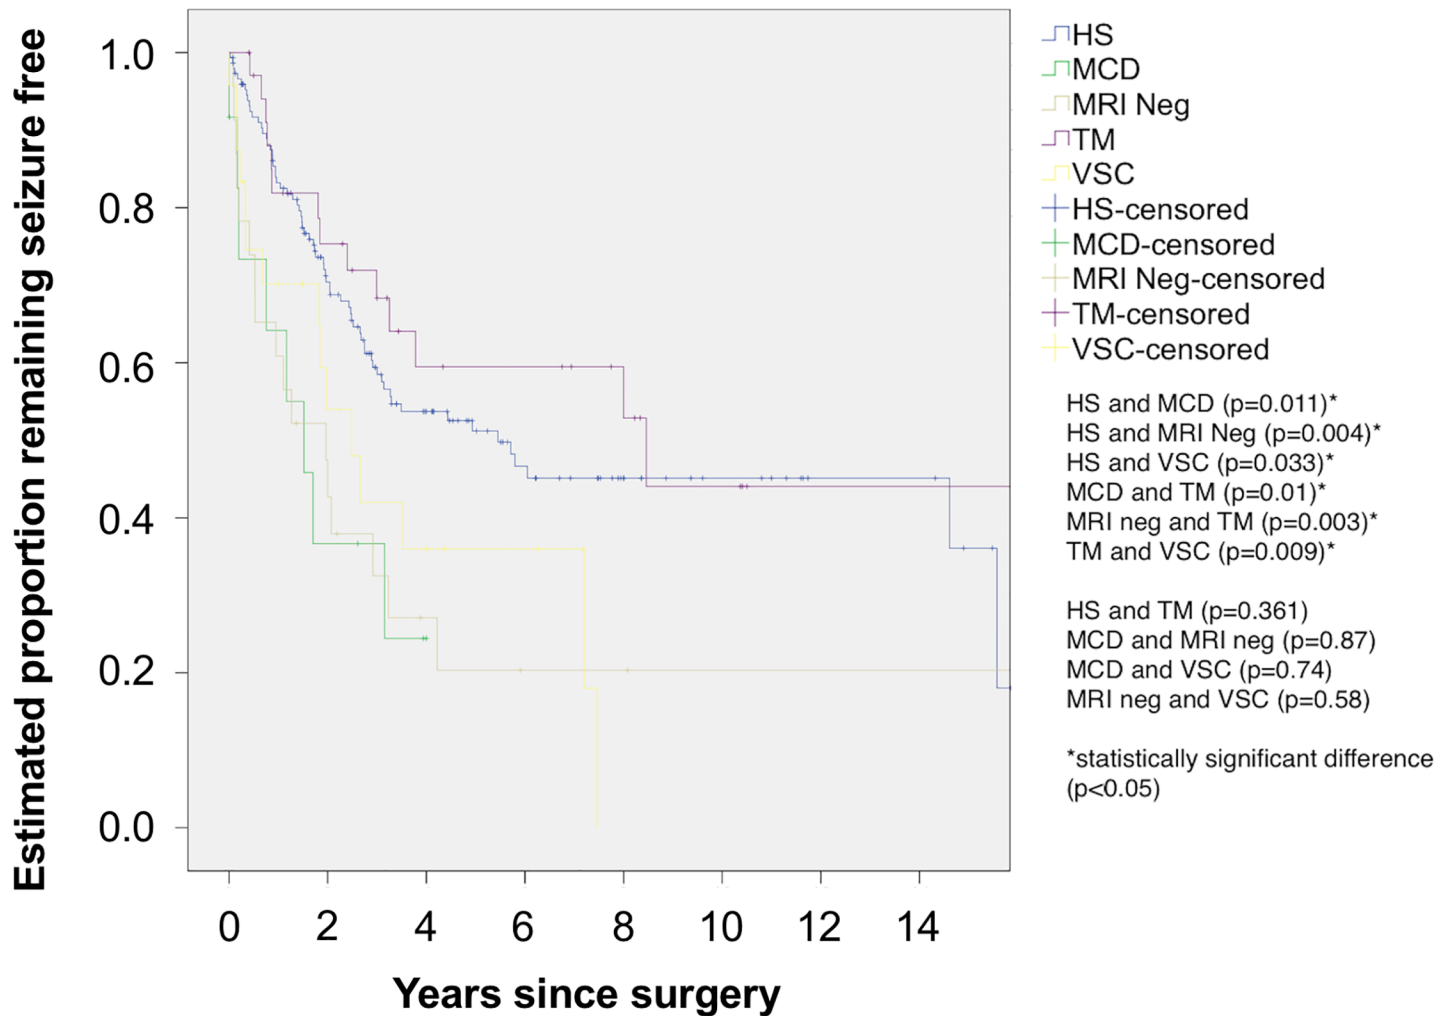 Estimated proportion remaining seizure free
1.0
0.8
0.6
0.4
0.2
0.0
0 2 4 6 8 10 12 14
Years since surgery
HS
MCD
MRI Neg
TM
VSC
HS-censored
MCD-censored
MRI Neg-censored
TM-censored
VSC-censored
HS and MCD (p=0.011)*
HS and MRI Neg (p=0.004)*
HS and VSC (p=0.033)*
MCD and TM (p=0.01)*
MRI neg and TM (p=0.003)*
TM and VSC (p=0.009)*
HS and TM (p=0.361)
MCD and MRI neg (p=0.87)
MCD and VSC (p=0.74)
MRI neg and VSC (p=0.58)
*statistically significant difference
(p<0.05)